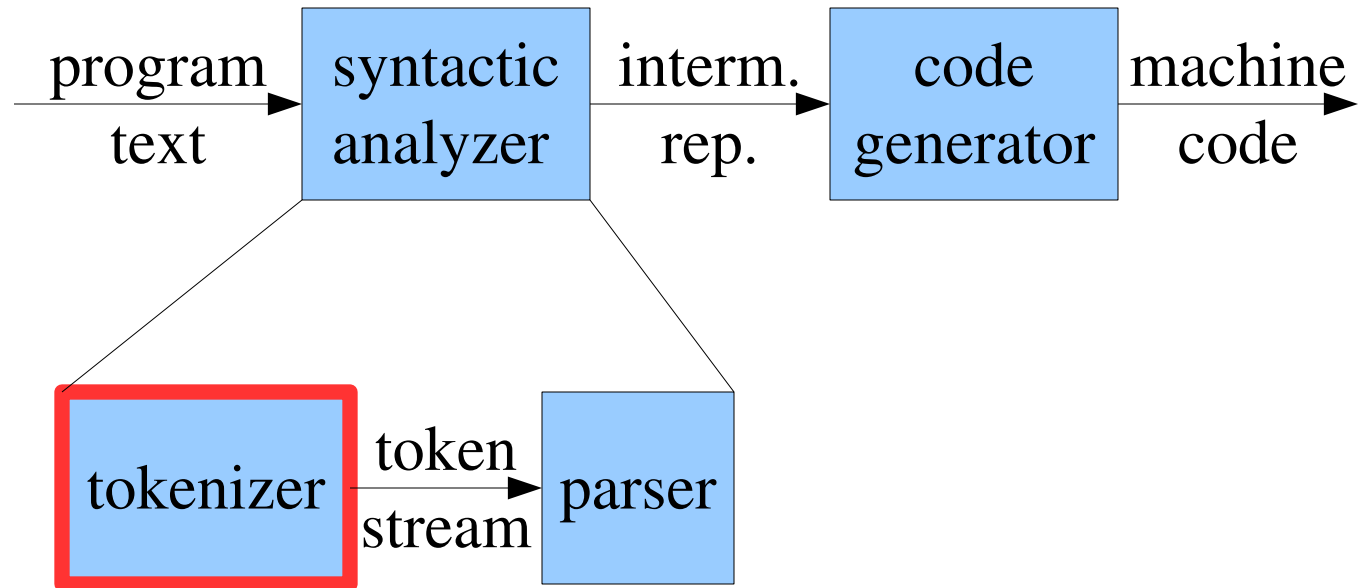 program
text
syntactic
analyzer
interm.
rep.
code
generator
machine
code
tokenizer
token
stream
parser